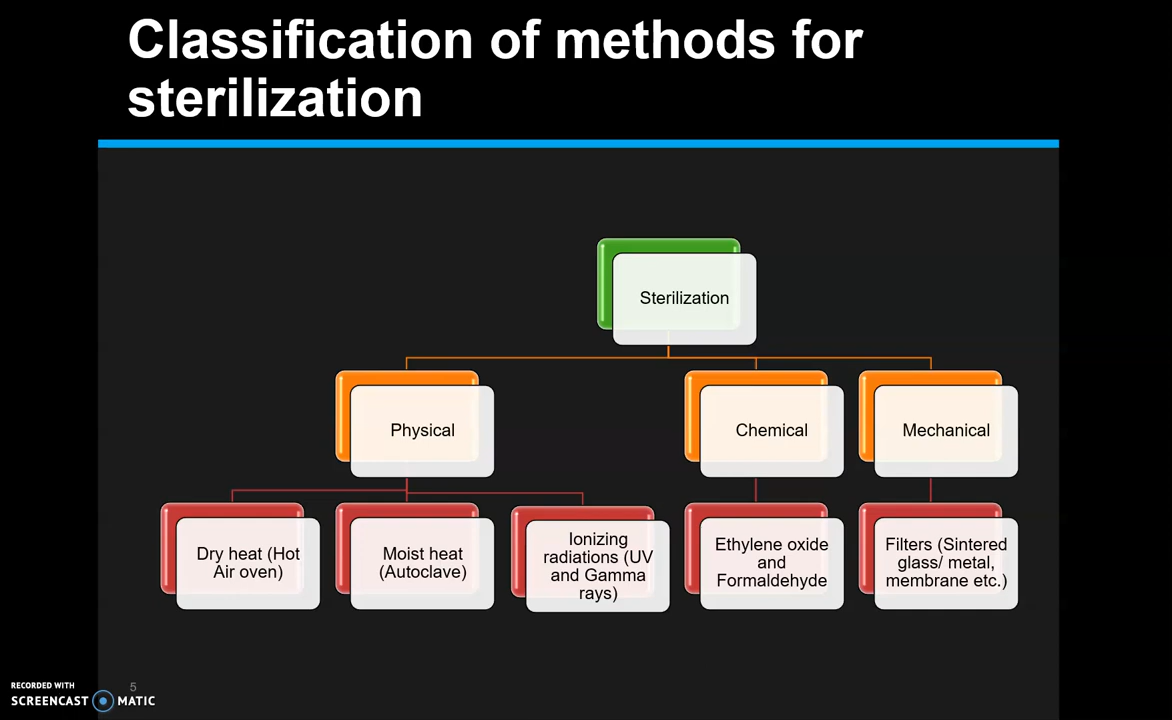 Classification of methods for
sterilization
Sterilization
Physical
Chemical
Mechanical
Dry heat (Hot
Air oven)
Moist heat
(Autoclave)
Ionizing
radiations (UV
and Gamma
rays)
Ethylene oxide
and
Formaldehyde
Filters (Sintered
glass/ metal,
membrane etc.)
5
RECORDED WITH
SCREENCAST MATIC